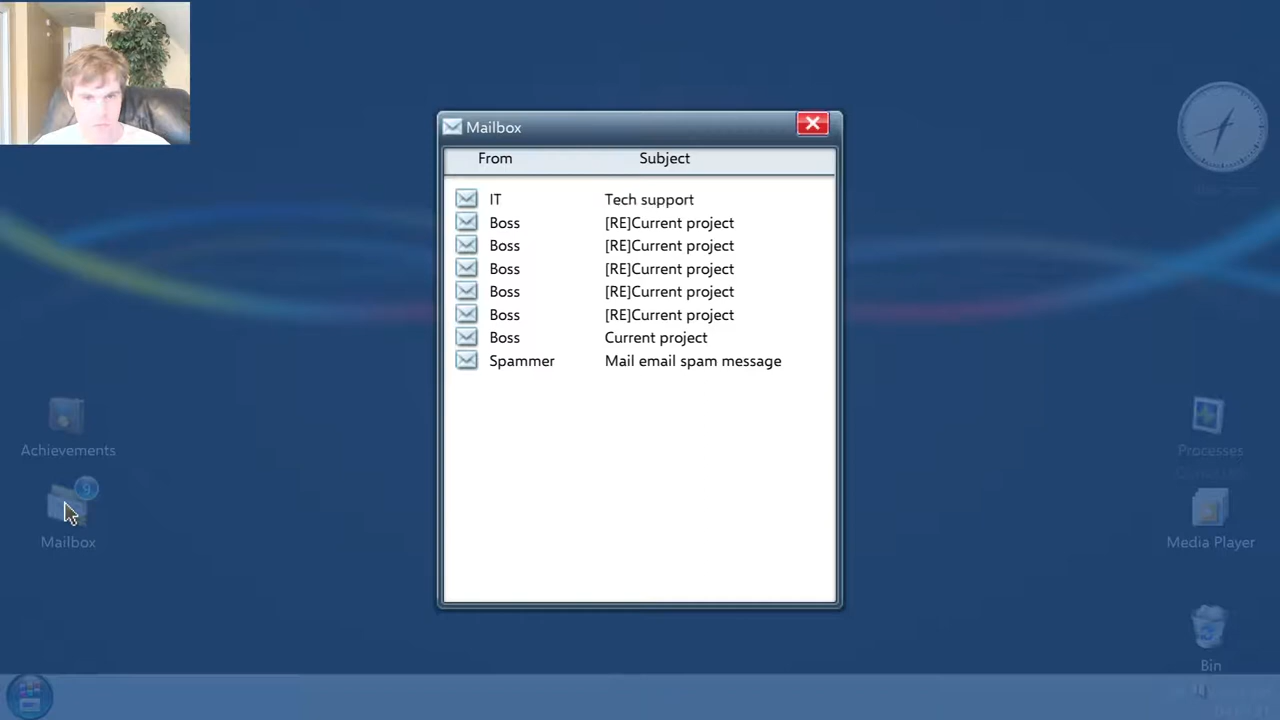 Mailbox
From Subject
IT Tech support
Boss [RE]Current project
Boss [RE]Current project
Boss [RE]Current project
Boss [RE]Current project
Boss [RE]Current project
Boss Current project
Spammer Mail email spam message
Achievements
9
Mailbox
Processes
Media Player
Bin